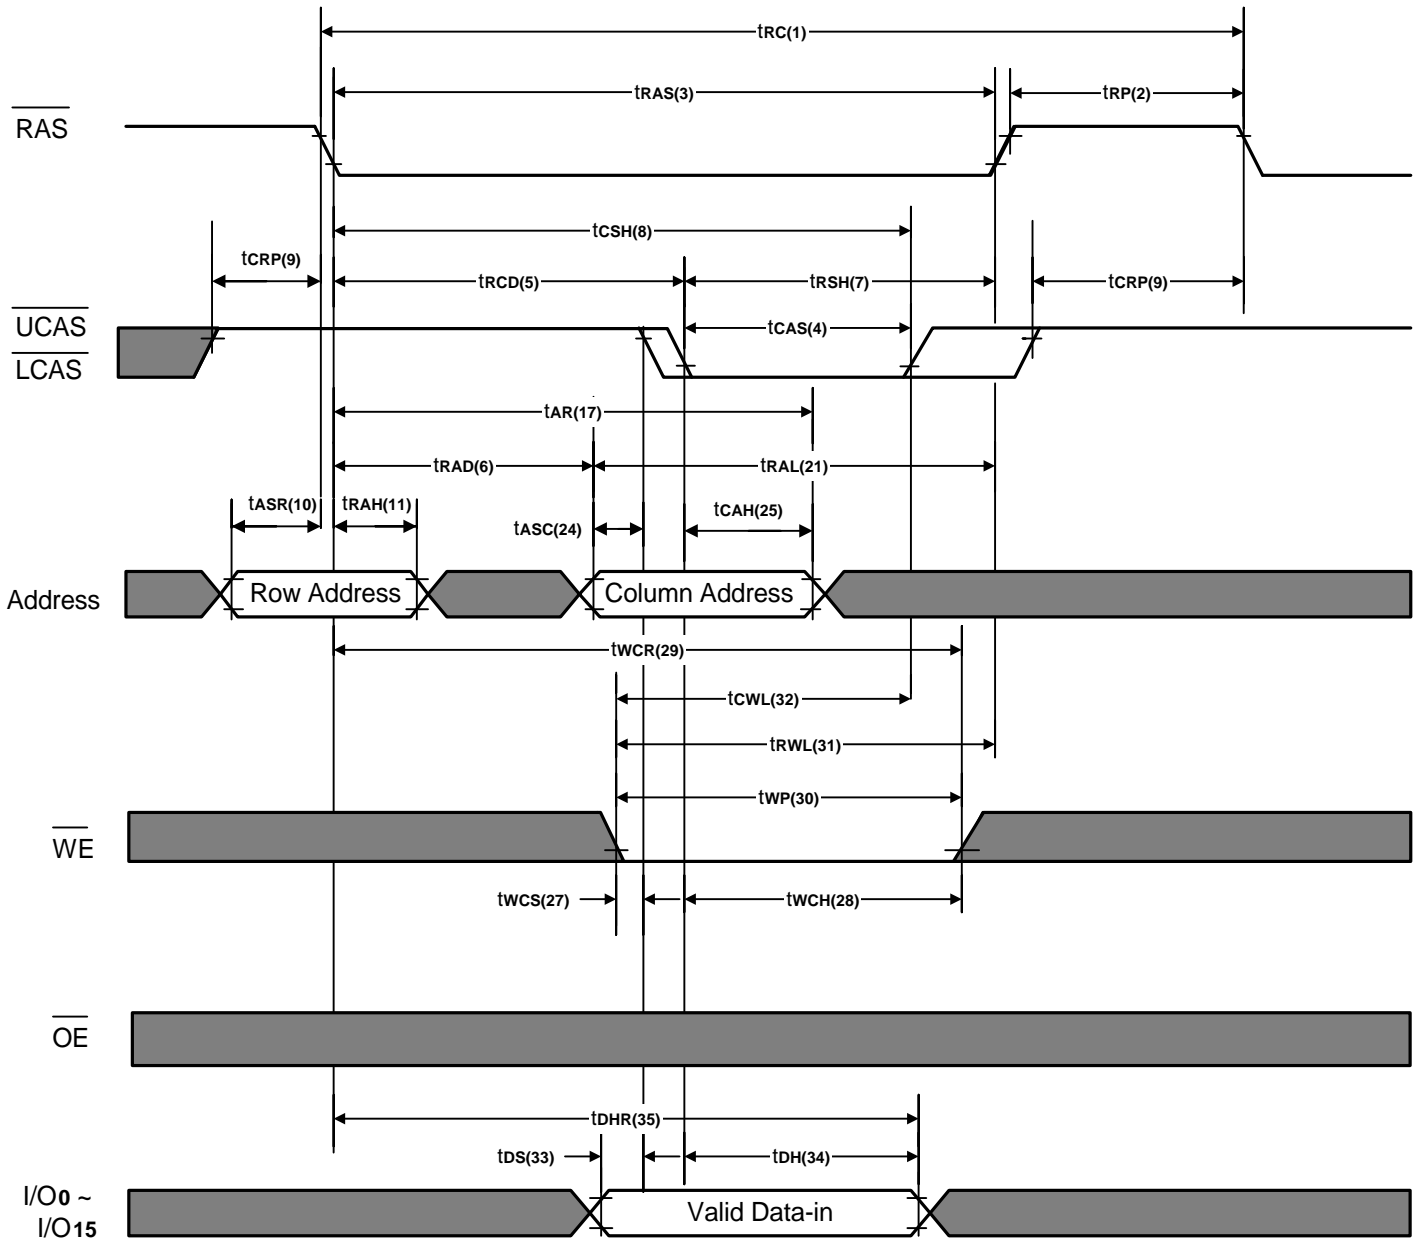 tRC(1)
tRAS(3)
tRP(2)
RAS
tCSH(8)
tCRP(9)
tRCD(5)
tRSH(7)
tCRP(9)
UCAS
tCAS(4)
LCAS
tAR(17)
tRAD(6)
tRAL(21)
tASR(10)
tRAH(11)
tCAH(25)
tASC(24)
Address
Row Address
Column Address
tWCR(29)
tCWL(32)
tRWL(31)
tWP(30)
WE
tWCS(27)
tWCH(28)
OE
tDHR(35)
tDS(33)
tDH(34)
I/O0 ~
I/O15
Valid Data-in